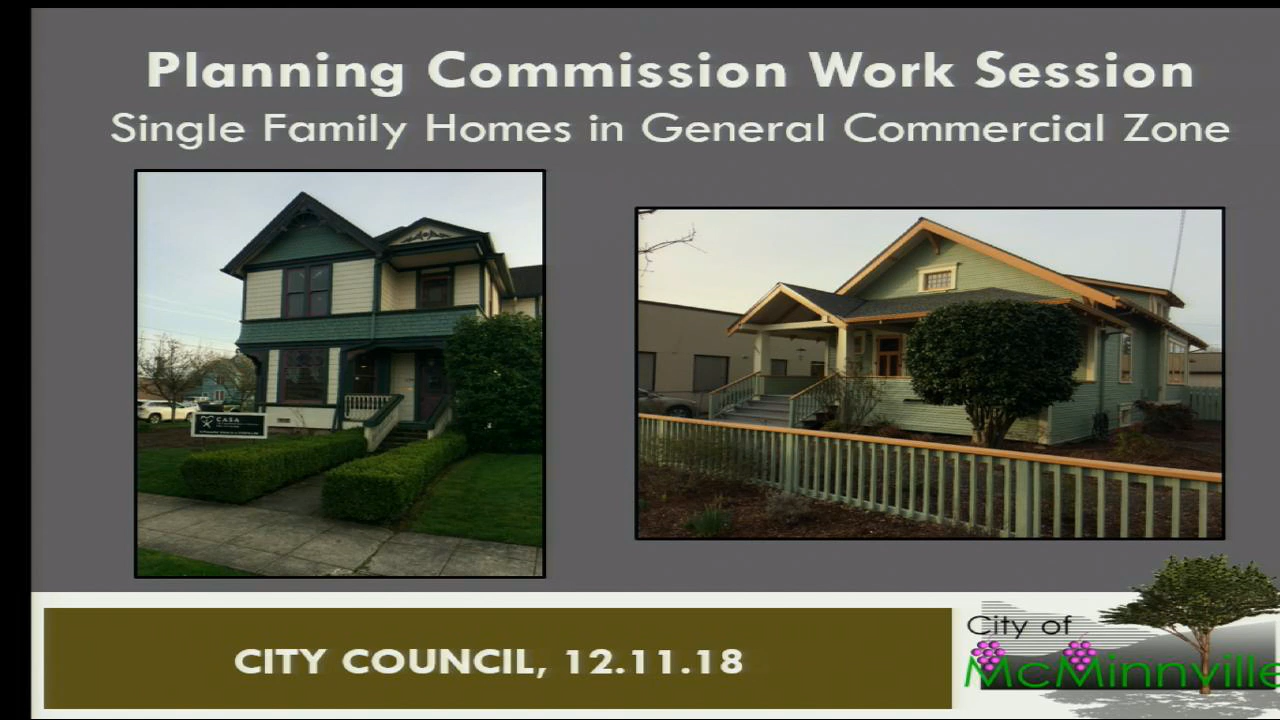 Planning Commission Work Session
Single Family Homes in General Commercial Zone
CASA
CITY COUNCIL, 12.11.18
City of
McMinnville